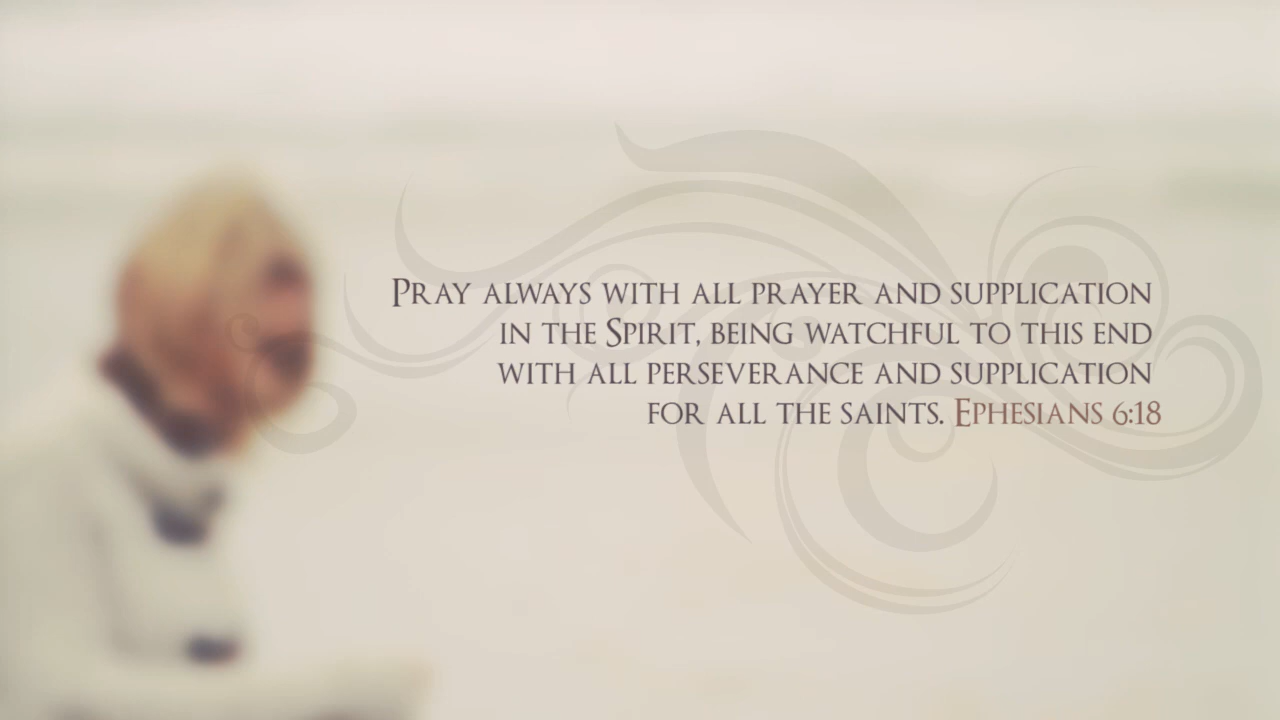 Pray always with all prayer and supplication
in the Spirit, being watchful to this end
with all perseverance and supplication
for all the saints. Ephesians 6:18